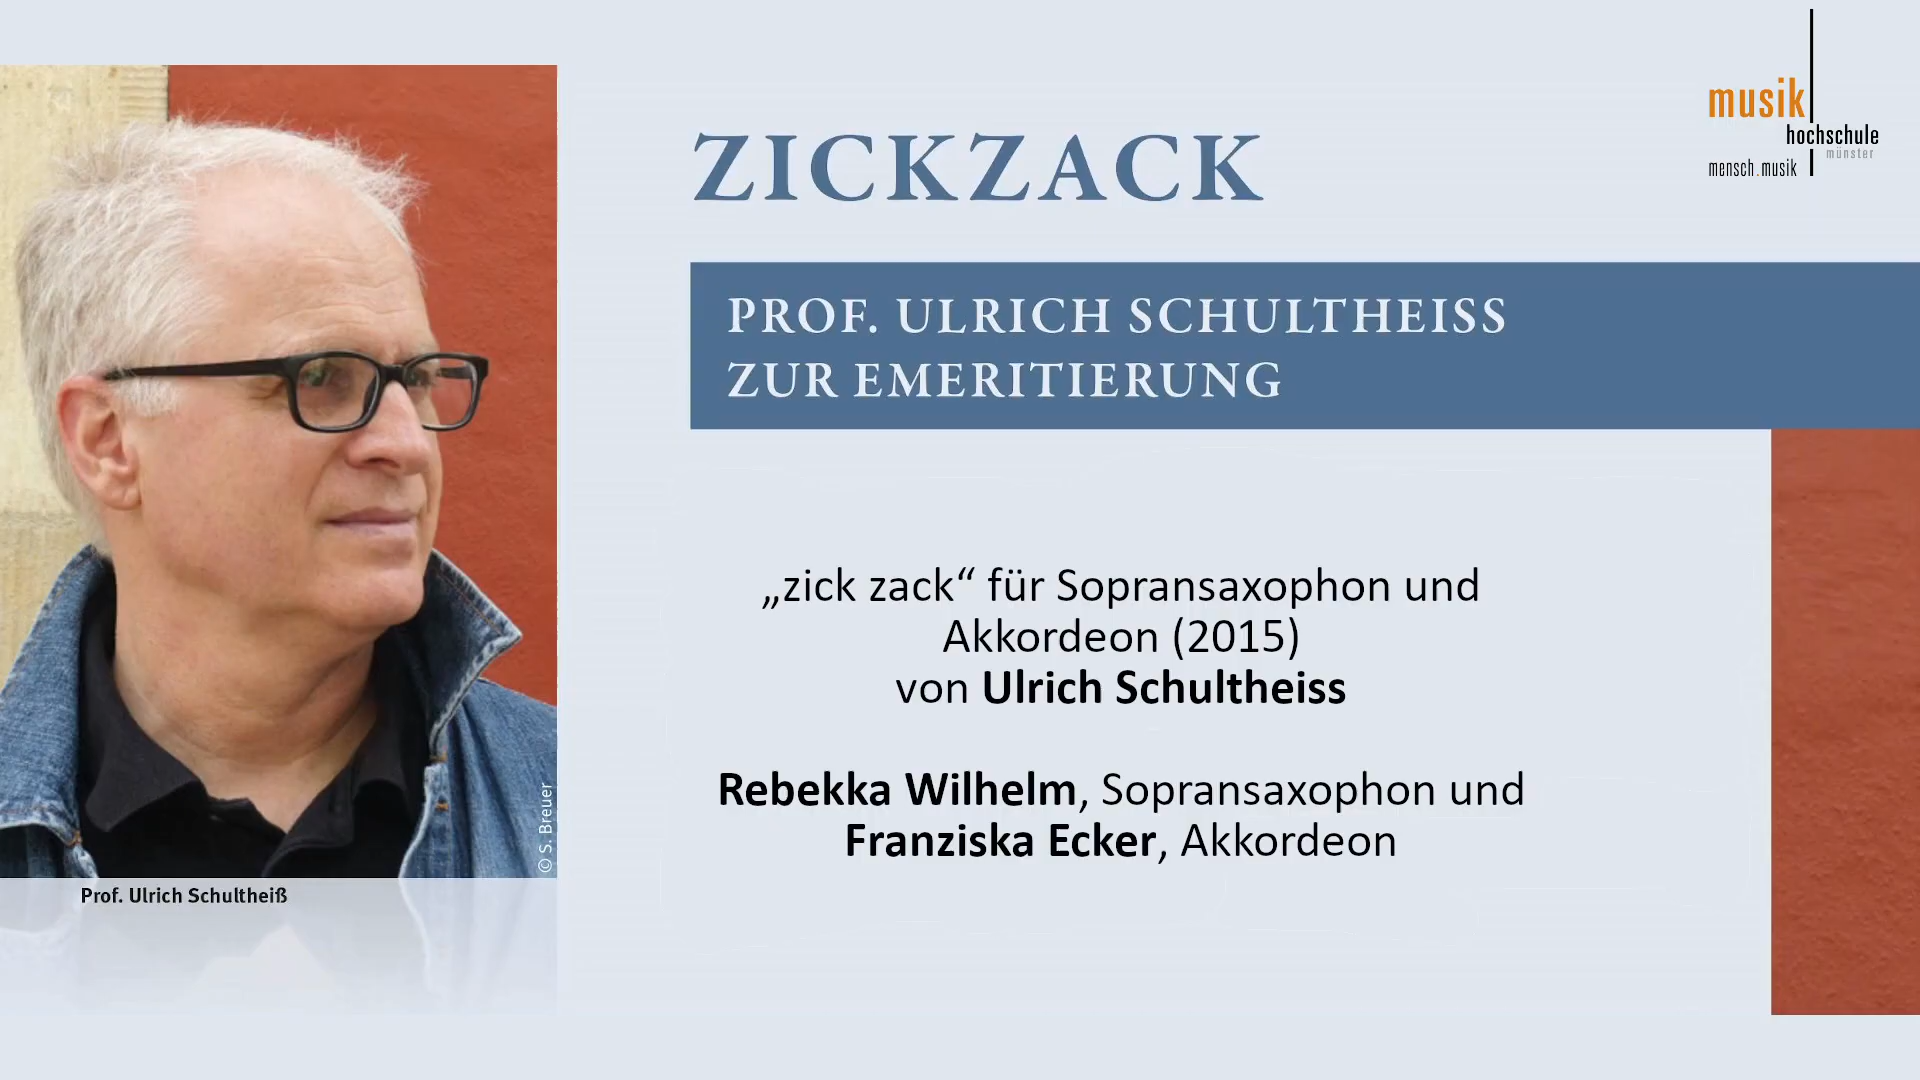 musik
hochschule
münster
mensch.musik
ZICKZACK
PROF. ULRICH SCHULTHEISS
ZUR EMERITIERUNG
„zick zack“ für Sopransaxophon und
Akkordeon (2015)
von Ulrich Schultheiss
Rebekka Wilhelm, Sopransaxophon und
Franziska Ecker, Akkordeon
© S. Breuer
Prof. Ulrich Schultheiß